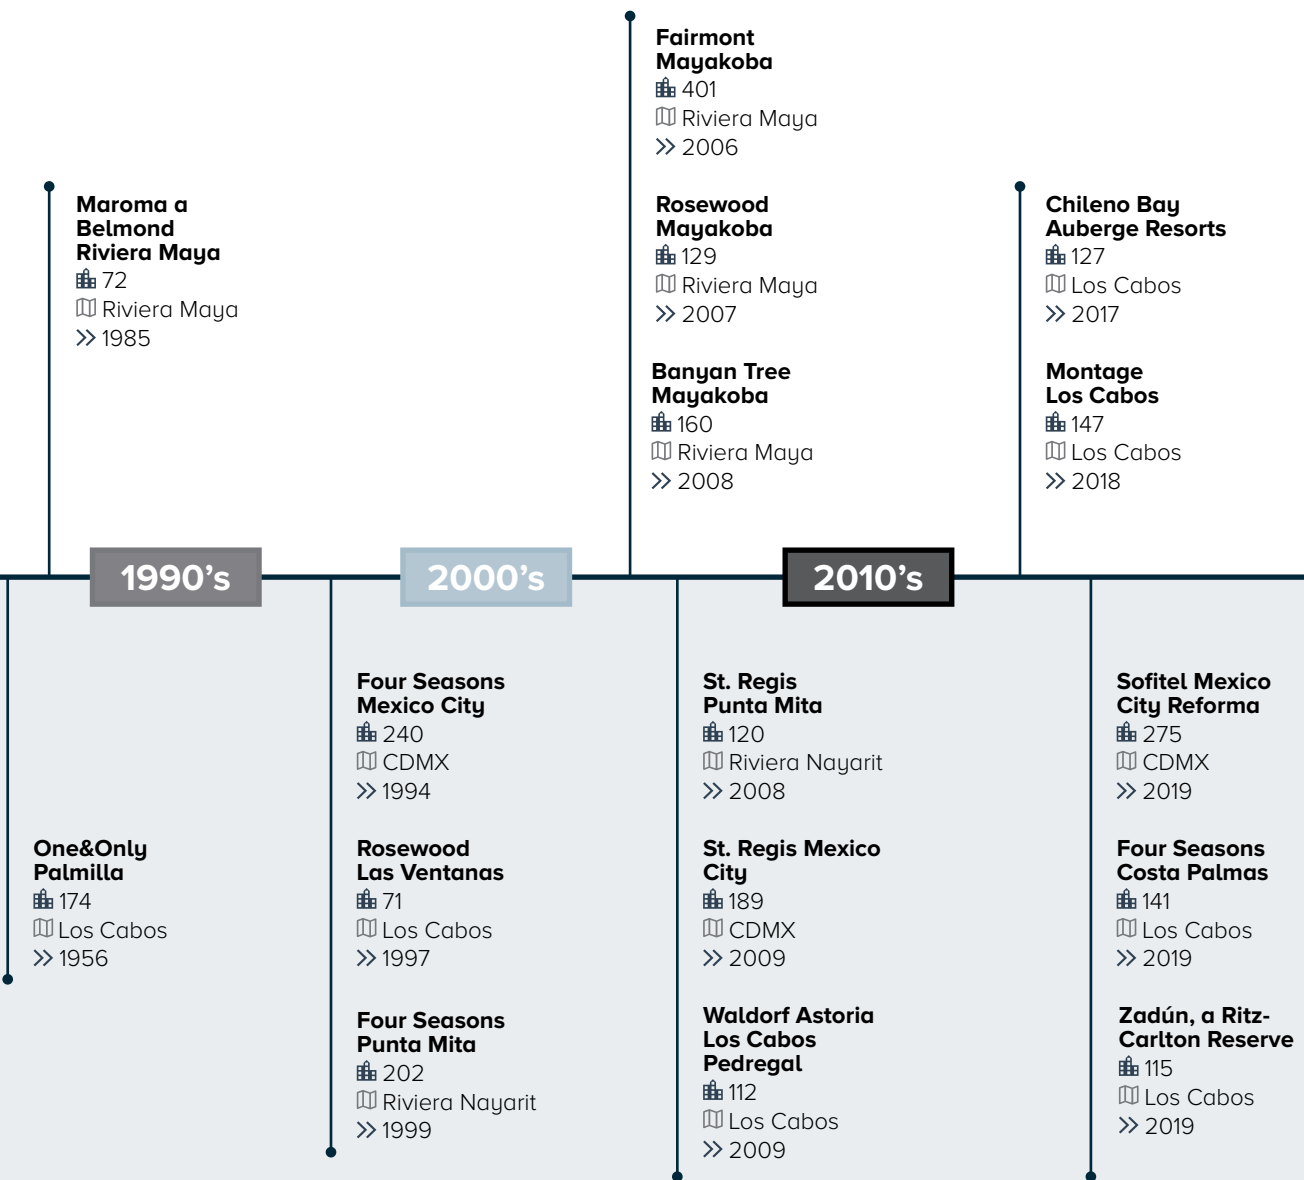 Fairmont
Mayakoba
401
Riviera Maya
2006
Maroma a
Belmond
Riviera Maya
72
Riviera Maya
1985
Rosewood
Mayakoba
129
Riviera Maya
2007
Chileno Bay
Auberge Resorts
127
Los Cabos
2017
Banyan Tree
Mayakoba
160
Riviera Maya
2008
Montage
Los Cabos
147
Los Cabos
2018
1990’s
2000’s
2010’s
One&Only
Palmilla
174
Los Cabos
1956
Four Seasons
Mexico City
240
CDMX
1994
Rosewood
Las Ventanas
71
Los Cabos
1997
Four Seasons
Punta Mita
202
Riviera Nayarit
1999
St. Regis
Punta Mita
120
Riviera Nayarit
2008
St. Regis Mexico
City
189
CDMX
2009
Waldorf Astoria
Los Cabos
Pedregal
112
Los Cabos
2009
Sofitel Mexico
City Reforma
275
CDMX
2019
Four Seasons
Costa Palmas
141
Los Cabos
2019
Zadún, a Ritz-
Carlton Reserve
115
Los Cabos
2019